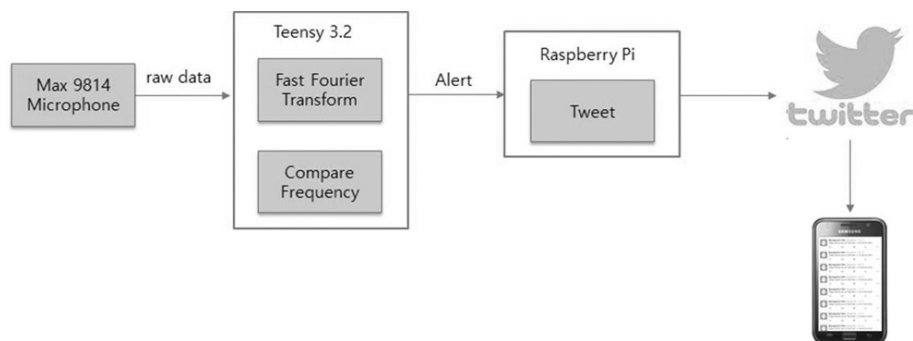 Teensy 3.2
Max 9814
Microphone
raw data
Fast Fourier
Transform
Compare
Frequency
Alert
Raspberry Pi
Tweet
twitter
SAMSUNG